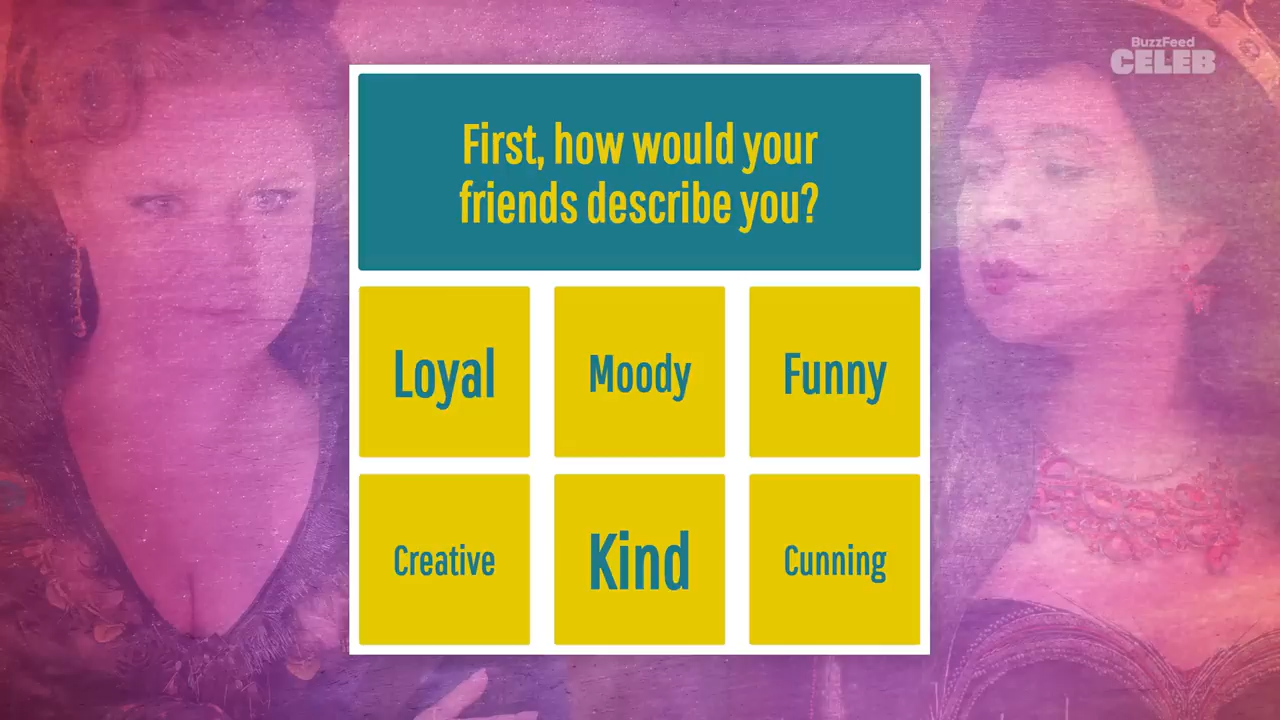 BuzzFeed
CELEB
First, how would your
friends describe you?
Loyal
Moody
Funny
Creative
Kind
Cunning